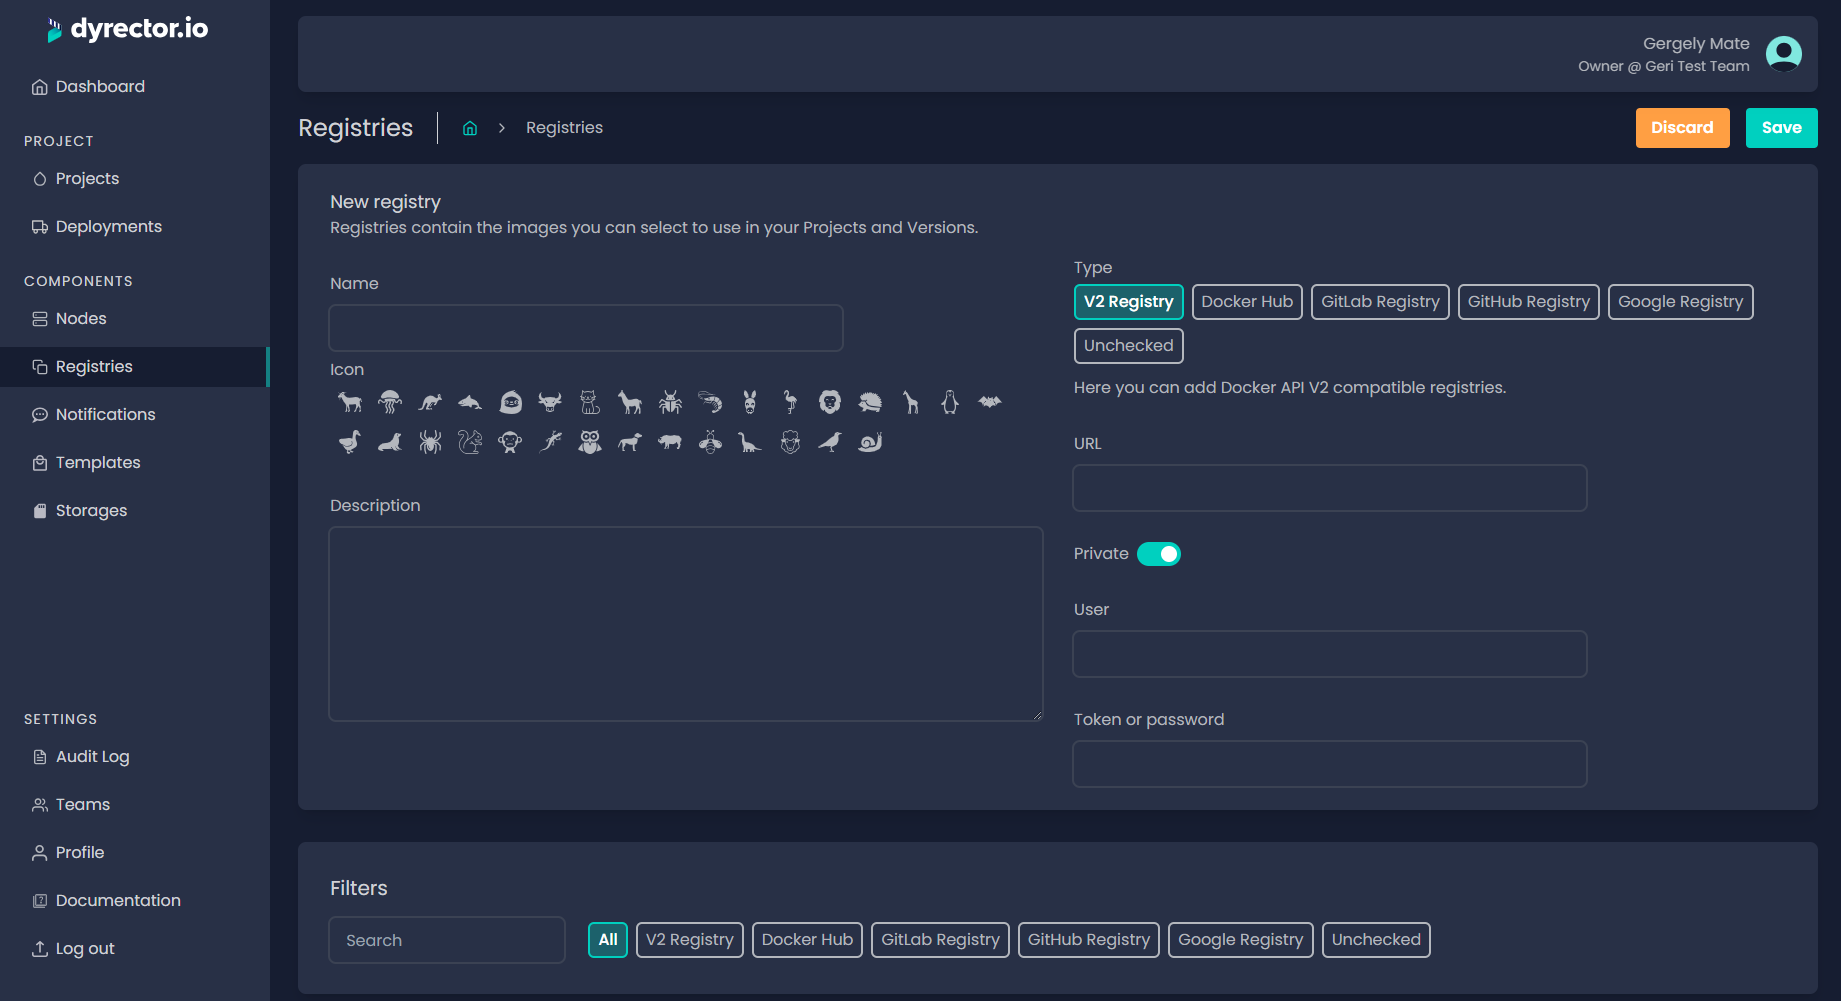 dyrector.io
Dashboard
PROJECT
Projects
Deployments
COMPONENTS
Nodes
Registries
Notifications
Templates
Storages
SETTINGS
Audit Log
Teams
Profile
Documentation
Log out
Gergely Mate
Owner @ Geri Test Team
Registries
Registries
Discard
Save
New registry
Registries contain the images you can select to use in your Projects and Versions.
Name
Icon
Description
Type
V2 Registry Docker Hub GitLab Registry GitHub Registry Google Registry
Unchecked
Here you can add Docker API V2 compatible registries.
URL
Private
User
Token or password
Filters
Search
All V2 Registry Docker Hub GitLab Registry GitHub Registry Google Registry Unchecked